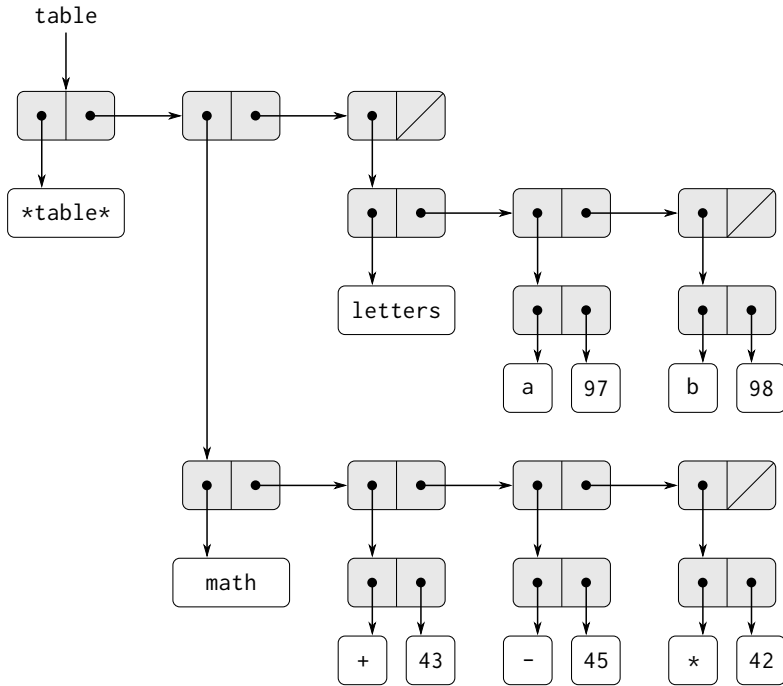 table
*table*
letters
a 97 b 98
math
+ 43 - 45 * 42